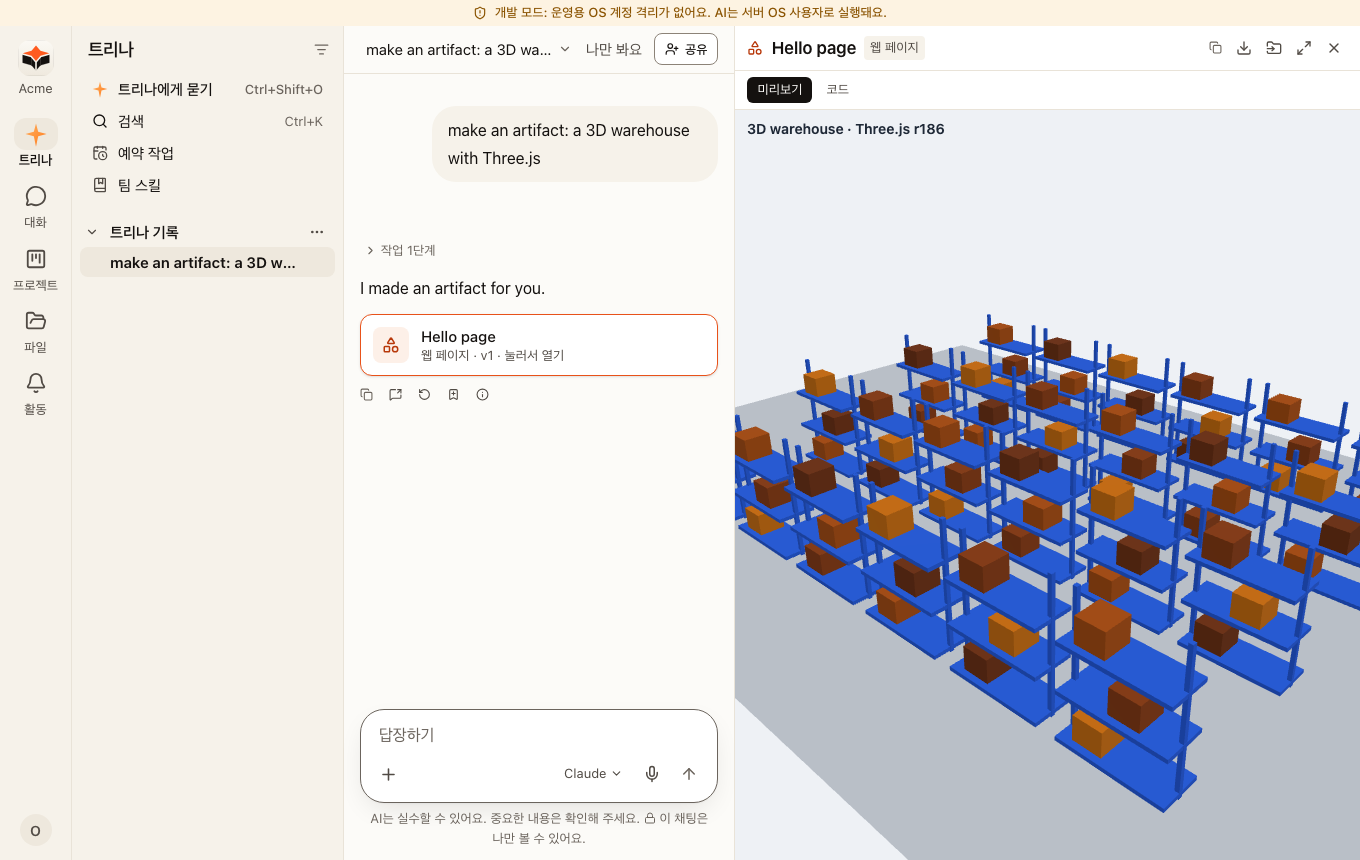 개발 모드: 운영용 OS 계정 격리가 없어요. AI는 서버 OS 사용자로 실행돼요.
Acme
트리나
대화
프로젝트
파일
활동
O
트리나
트리나에게 묻기 Ctrl+Shift+O
검색 Ctrl+K
예약 작업
팀 스킬
트리나 기록
make an artifact: a 3D w...
make an artifact: a 3D wa... 나만 봐요 공유
make an artifact: a 3D warehouse
with Three.js
작업 1단계
I made an artifact for you.
Hello page
웹 페이지 · v1 · 눌러서 열기
답장하기
Claude
AI는 실수할 수 있어요. 중요한 내용은 확인해 주세요. 이 채팅은
나만 볼 수 있어요.
Hello page 웹 페이지
미리보기 코드
3D warehouse · Three.js r186